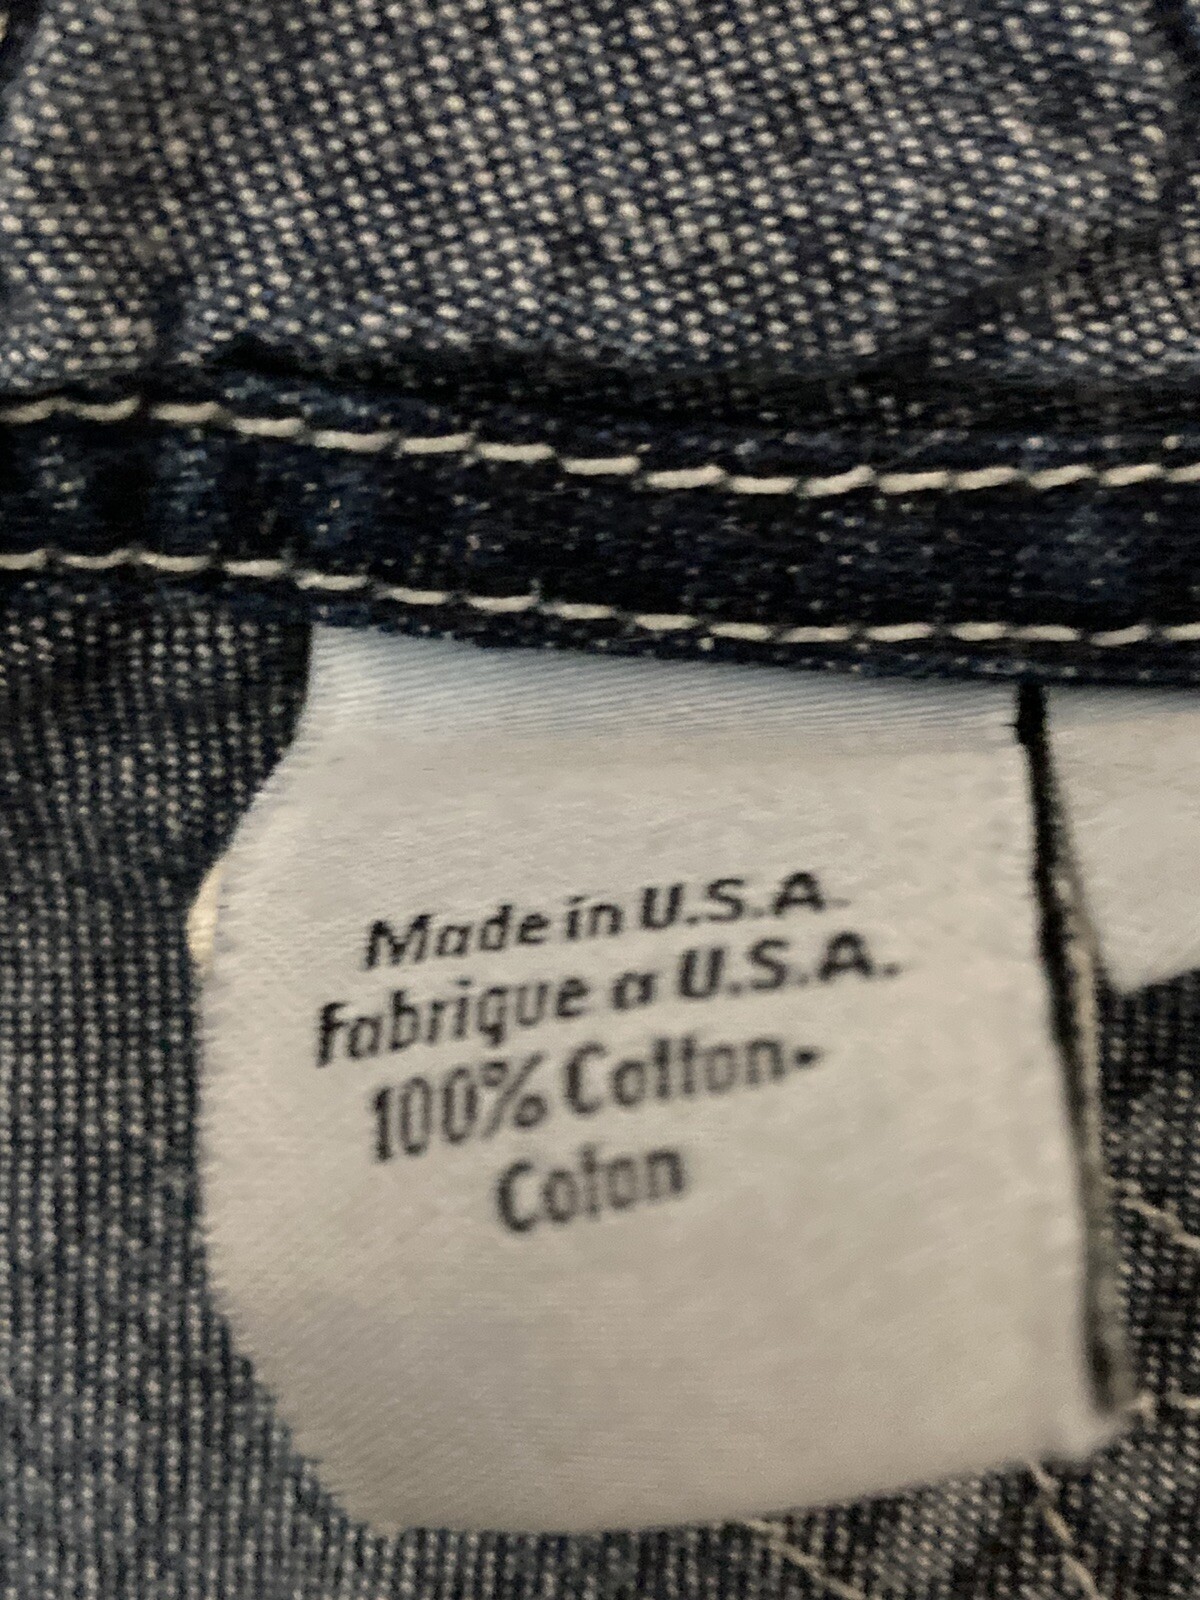 Made in U.S.A.
Fabrique a U.S.A.
100% Cotton-
Coton